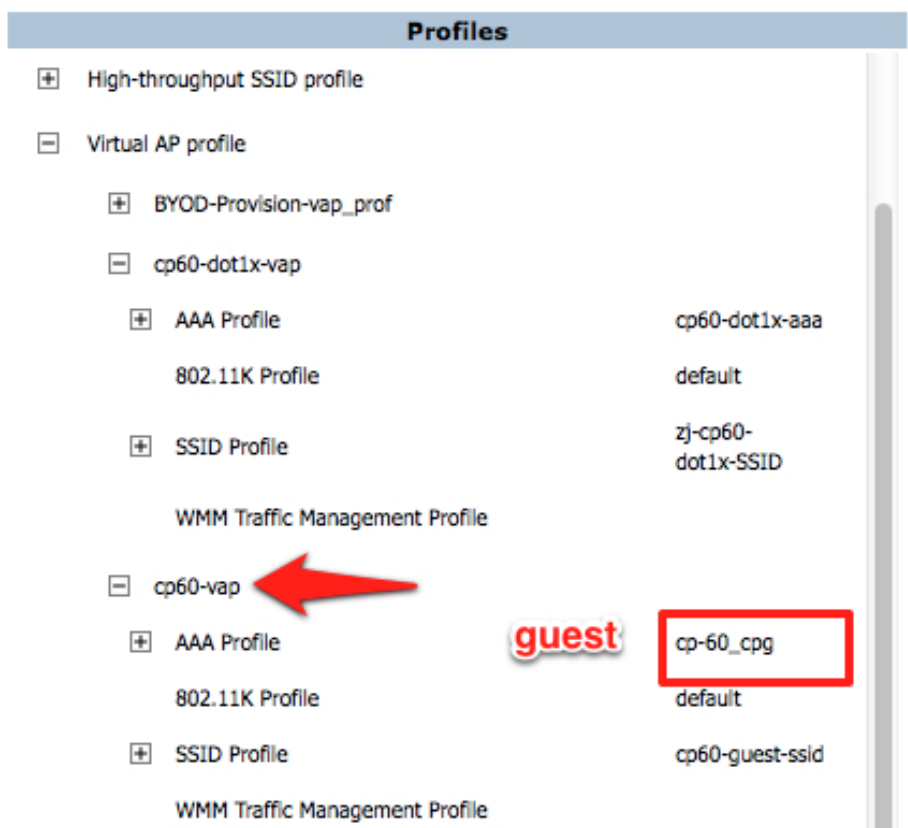 Profiles
High-throughput SSID profile
Virtual AP profile
BYOD-Provision-vap_prof
cp60-dot1x-vap
AAA Profile cp60-dot1x-aaa
802.11K Profile default
SSID Profile zj-cp60-
dot1x-SSID
WMM Traffic Management Profile
cp60-vap
AAA Profile guest cp-60_cpg
802.11K Profile default
SSID Profile cp60-guest-ssid
WMM Traffic Management Profile